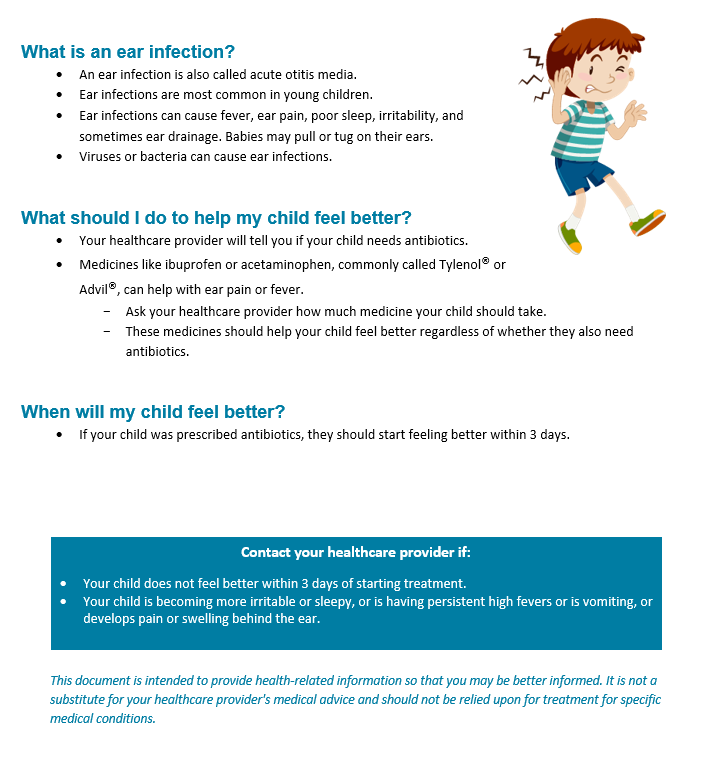 What is an ear infection?
• An ear infection is also called acute otitis media.
• Ear infections are most common in young children.
• Ear infections can cause fever, ear pain, poor sleep, irritability, and
sometimes ear drainage. Babies may pull or tug on their ears.
• Viruses or bacteria can cause ear infections.
What should I do to help my child feel better?
• Your healthcare provider will tell you if your child needs antibiotics.
• Medicines like ibuprofen or acetaminophen, commonly called Tylenol® or
Advil®, can help with ear pain or fever.
– Ask your healthcare provider how much medicine your child should take.
– These medicines should help your child feel better regardless of whether they also need
antibiotics.
When will my child feel better?
• If your child was prescribed antibiotics, they should start feeling better within 3 days.
Contact your healthcare provider if:
• Your child does not feel better within 3 days of starting treatment.
• Your child is becoming more irritable or sleepy, or is having persistent high fevers or is vomiting, or
develops pain or swelling behind the ear.
This document is intended to provide health-related information so that you may be better informed. It is not a
substitute for your healthcare provider's medical advice and should not be relied upon for treatment for specific
medical conditions.